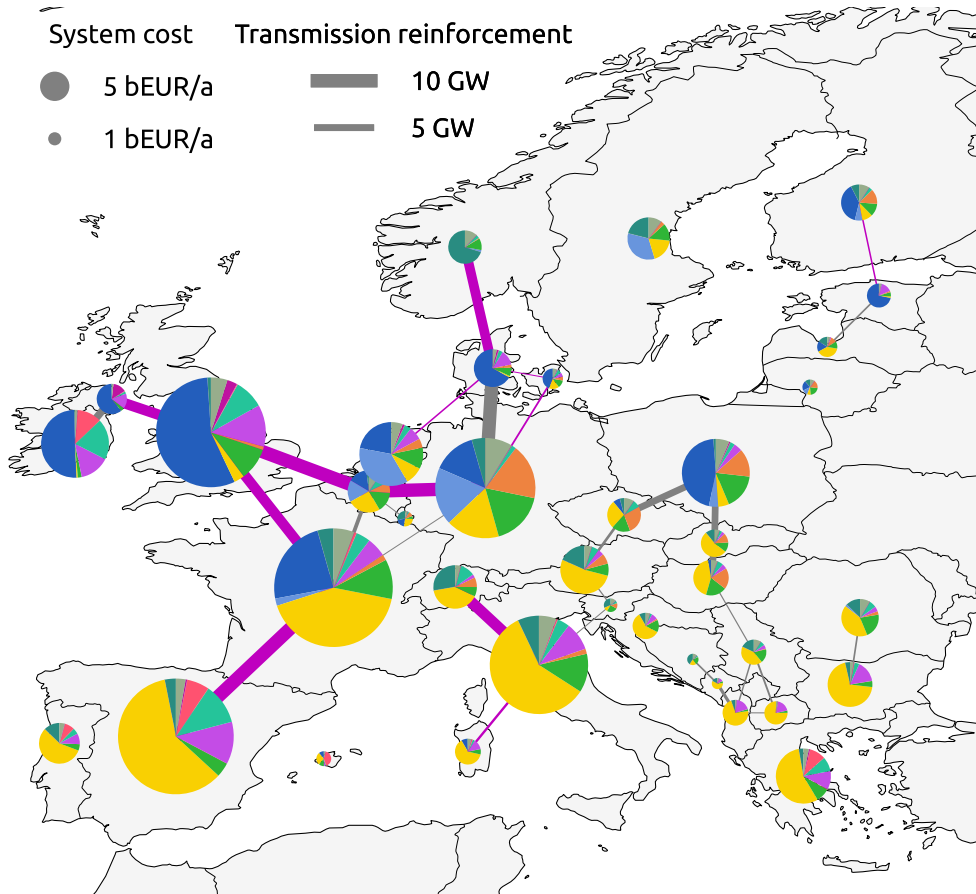 System cost
Transmission reinforcement
5 bEUR/a
10 GW
1 bEUR/a
5 GW